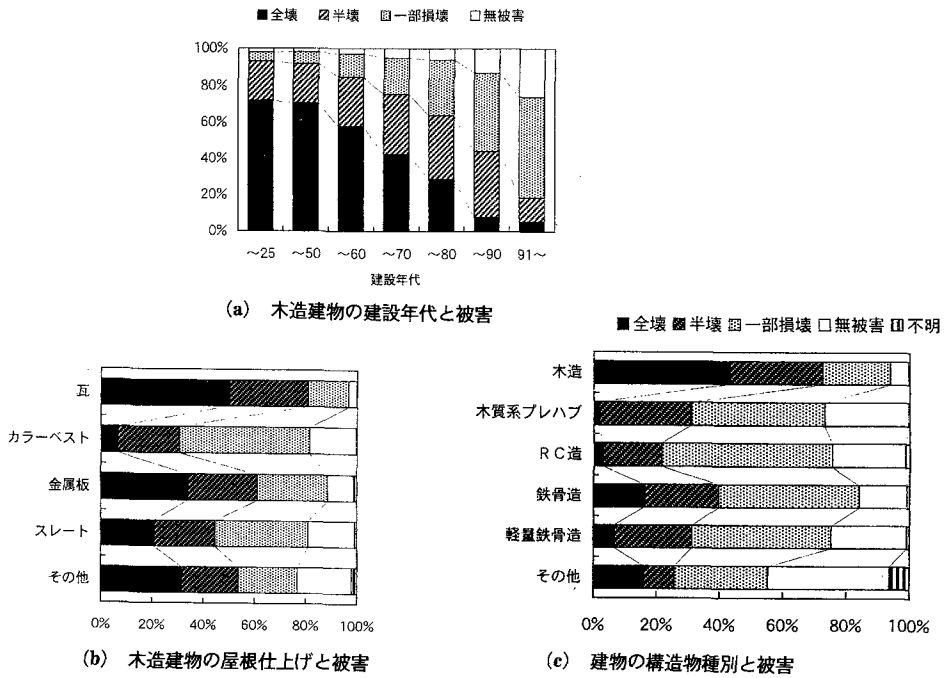 ■全壊 ▨半壊 ▒一部損壊 □無被害
100%
80%
60%
40%
20%
0%
～25 ～50 ～60 ～70 ～80 ～90 91～
建設年代
(a) 木造建物の建設年代と被害
瓦
カラーベスト
金属板
スレート
その他
0% 20% 40% 60% 80% 100%
(b) 木造建物の屋根仕上げと被害
■全壊 ▨半壊 ▒一部損壊 □無被害 ▥不明
木造
木質系プレハブ
RC造
鉄骨造
軽量鉄骨造
その他
0% 20% 40% 60% 80% 100%
(c) 建物の構造物種別と被害